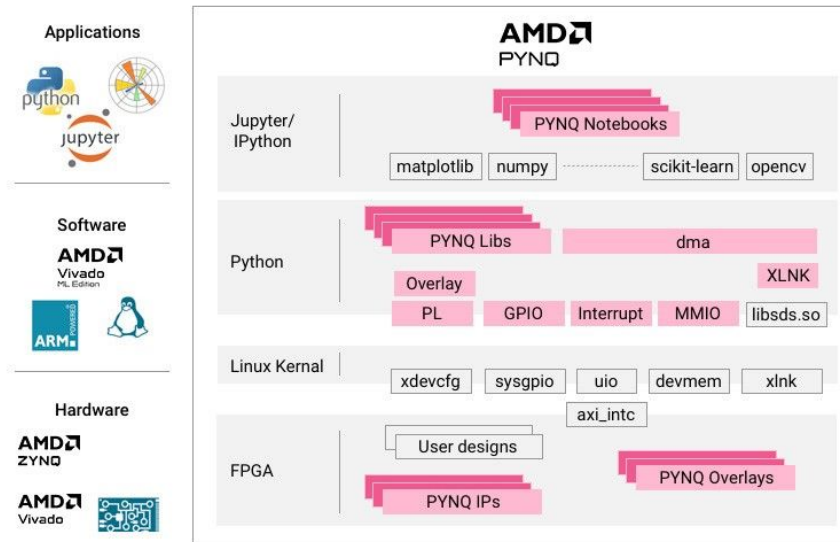 Applications
python
jupyter
Software
AMD
Vivado
ML Edition
ARM POWERED
Hardware
AMD
ZYNQ
AMD
Vivado
AMD
PYNQ
Jupyter/
IPython
PYNQ Notebooks
matplotlib numpy scikit-learn opencv
Python
PYNQ Libs dma
Overlay XLNK
PL GPIO Interrupt MMIO libsds.so
Linux Kernal
xdevcfg sysgpio uio devmem xlnk
axi_intc
FPGA
User designs
PYNQ IPs PYNQ Overlays